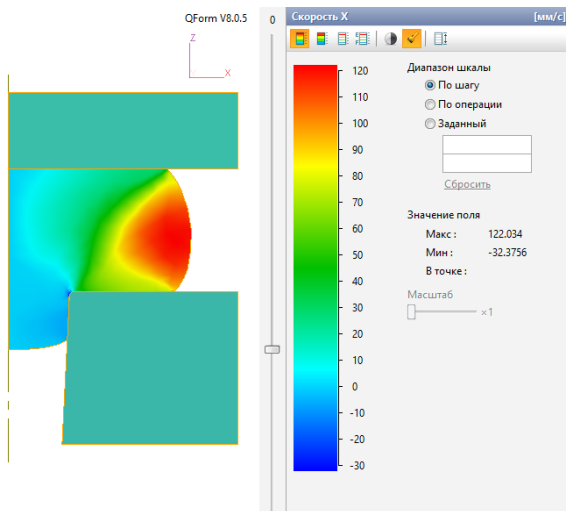 QForm V8.0.5
Z
X
0
Скорость X [мм/с]
120
110
100
90
80
70
60
50
40
30
20
10
0
-10
-20
-30
Диапазон шкалы
По шагу
По операции
Заданный
Сбросить
Значение поля
Макс : 122.034
Мин : -32.3756
В точке :
Масштаб
×1